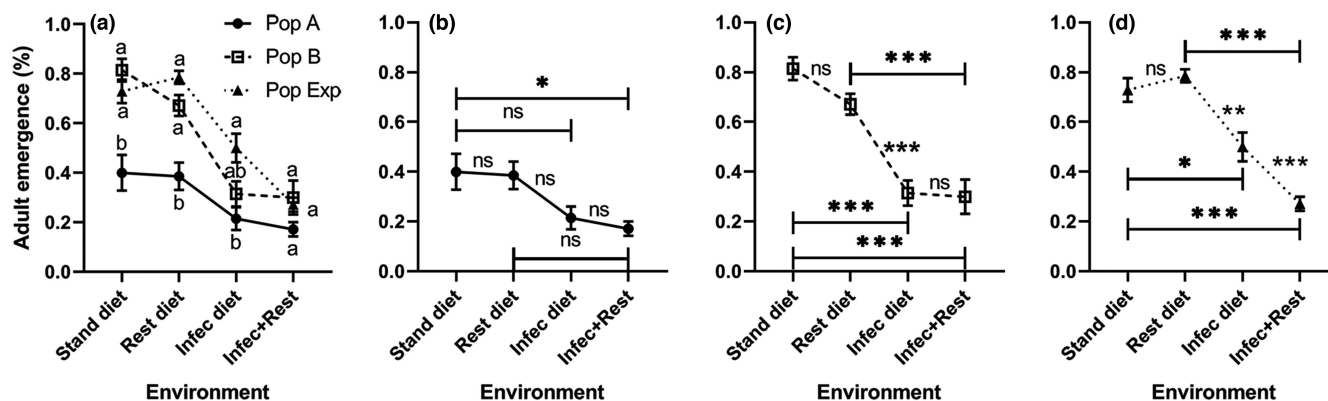 (a)
Pop A
Pop B
Pop Exp
Adult emergence (%)
1.0
0.8
0.6
0.4
0.2
0.0
a
a
b
a
a
b
a
ab
b
a
a
a
Stand diet
Rest diet
Infec diet
Infec+Rest
Environment
(b)
1.0
0.8
0.6
0.4
0.2
0.0
*
ns
ns
ns
ns
ns
Stand diet
Rest diet
Infec diet
Infec+Rest
Environment
(c)
1.0
0.8
0.6
0.4
0.2
0.0
ns
***
***
ns
***
***
Stand diet
Rest diet
Infec diet
Infec+Rest
Environment
(d)
1.0
0.8
0.6
0.4
0.2
0.0
***
ns
**
***
*
***
Stand diet
Rest diet
Infec diet
Infec+Rest
Environment